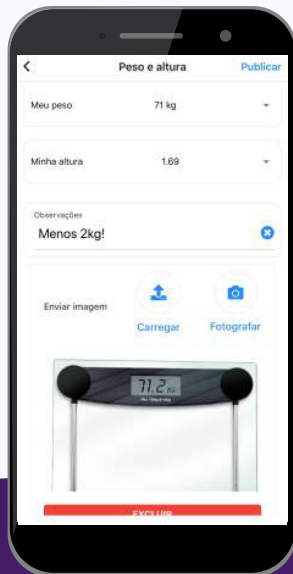 Peso e altura Publicar
Meu peso 71 kg
Minha altura 1.69
Observações
Menos 2kg!
Enviar imagem
Carregar Fotografar
71.2 KG
EXCLUIR